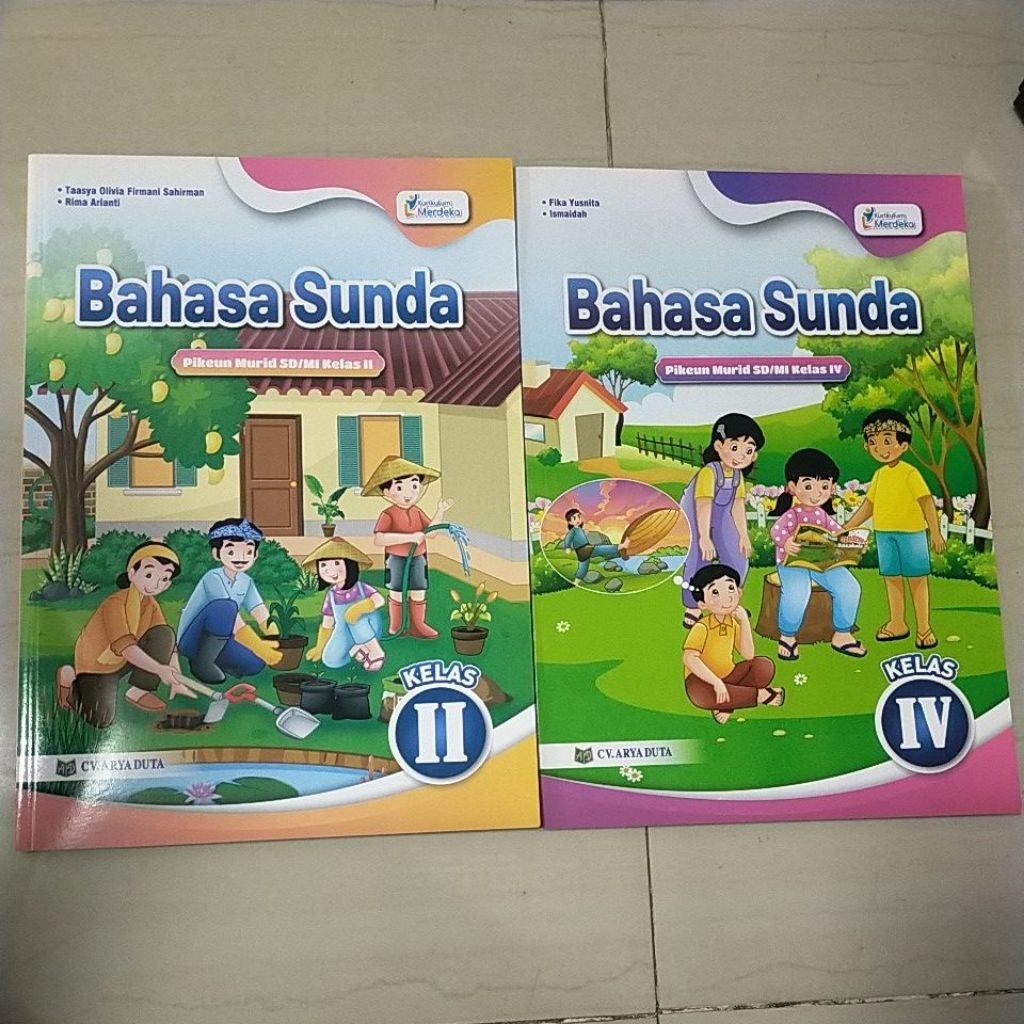 • Taasya Olivia Firmani Sahirman
• Rima Arianti
Kurikulum
Merdeka
Bahasa Sunda
Pikeun Murid SD/MI Kelas II
KELAS
II
CV. ARYA DUTA
• Fika Yusnita
• Ismaidah
Kurikulum
Merdeka
Bahasa Sunda
Pikeun Murid SD/MI Kelas IV
KELAS
IV
CV. ARYA DUTA